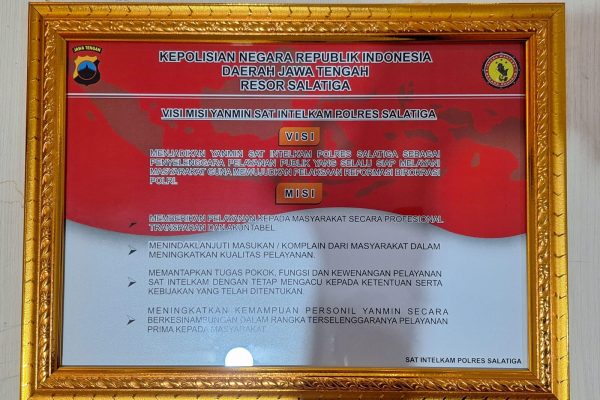 JAWA TENGAH
KEPOLISIAN NEGARA REPUBLIK INDONESIA
DAERAH JAWA TENGAH
RESOR SALATIGA
VISI MISI YANMIN SAT INTELKAM POLRES SALATIGA
VISI
MENJADIKAN YANMIN SAT INTELKAM POLRES SALATIGA SEBAGAI
PENYELENGGARA PELAYANAN PUBLIK YANG SELALU SIAP MELAYANI
MASYARAKAT GUNA MEWUJUDKAN PELAKSAAN REFORMASI BIROKRASI
POLRI.
MISI
MEMBERIKAN PELAYANAN KEPADA MASYARAKAT SECARA PROFESIONAL
TRANSPARAN DAN AKUNTABEL
MENINDAKLANJUTI MASUKAN / KOMPLAIN DARI MASYARAKAT DALAM
MENINGKATKAN KUALITAS PELAYANAN.
MEMANTAPKAN TUGAS POKOK, FUNGSI DAN KEWENANGAN PELAYANAN
SAT INTELKAM DENGAN TETAP MENGACU KEPADA KETENTUAN SERTA
KEBIJAKAN YANG TELAH DITENTUKAN.
MENINGKATKAN KEMAMPUAN PERSONIL YANMIN SECARA
BERKESINAMBUNGAN DALAM RANGKA TERSELENGGARANYA PELAYANAN
PRIMA KEPADA MASYARAKAT
SAT INTELKAM POLRES SALATIGA